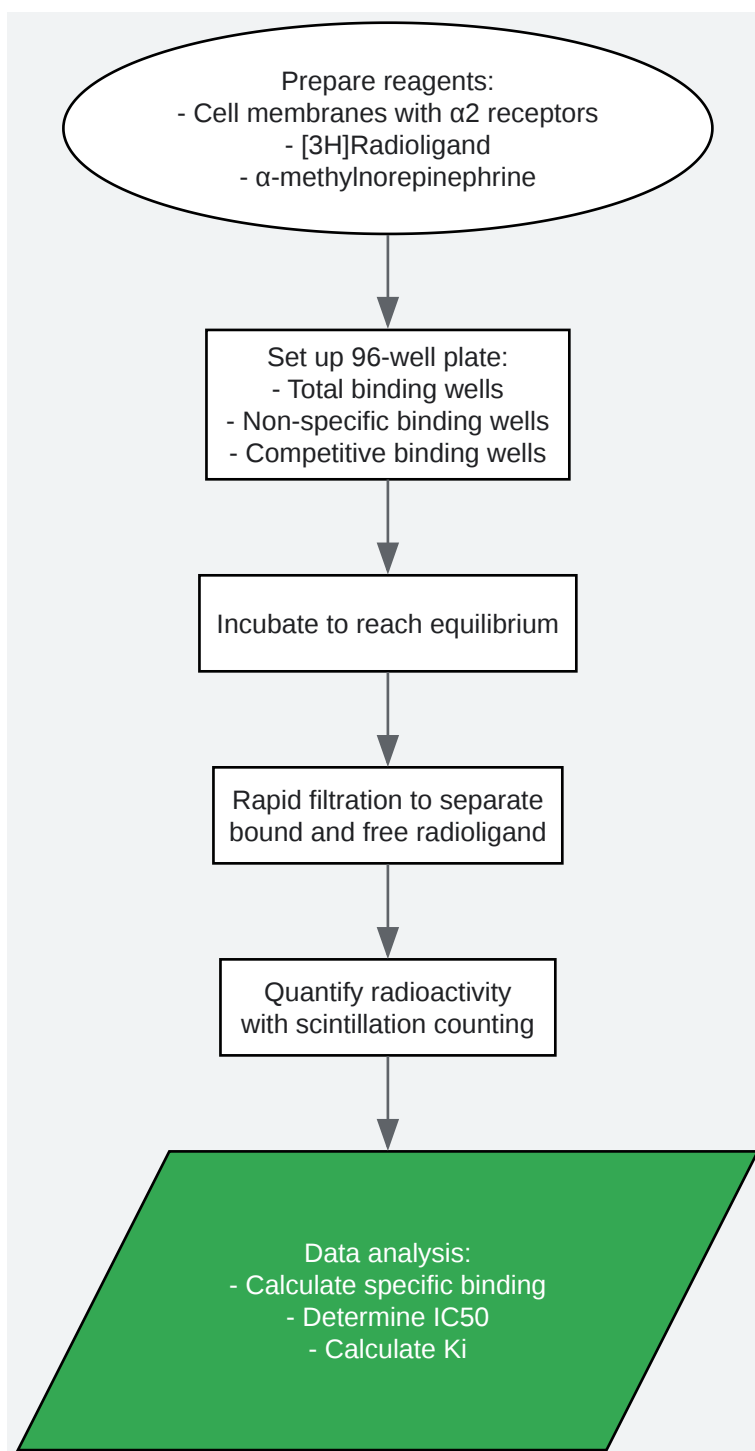 Prepare reagents:
- Cell membranes with α2 receptors
- [3H]Radioligand
- α-methylnorepinephrine
Set up 96-well plate:
- Total binding wells
- Non-specific binding wells
- Competitive binding wells
Incubate to reach equilibrium
Rapid filtration to separate
bound and free radioligand
Quantify radioactivity
with scintillation counting
Data analysis:
- Calculate specific binding
- Determine IC50
- Calculate Ki